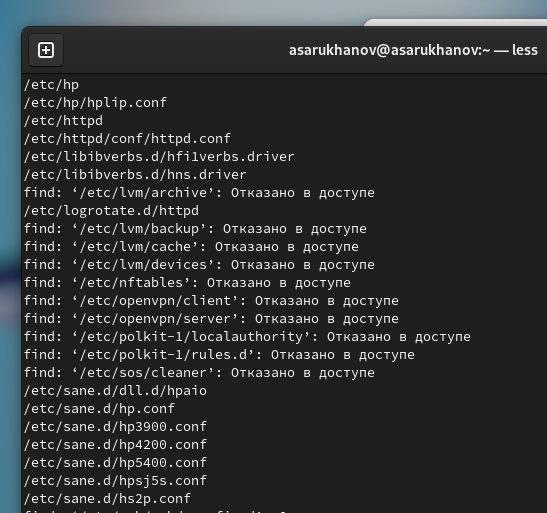 asarukhanov@asarukhanov:~ — less
/etc/hp
/etc/hp/hplip.conf
/etc/httpd
/etc/httpd/conf/httpd.conf
/etc/libibverbs.d/hfi1verbs.driver
/etc/libibverbs.d/hns.driver
find: ‘/etc/lvm/archive’: Отказано в доступе
/etc/logrotate.d/httpd
find: ‘/etc/lvm/backup’: Отказано в доступе
find: ‘/etc/lvm/cache’: Отказано в доступе
find: ‘/etc/lvm/devices’: Отказано в доступе
find: ‘/etc/nftables’: Отказано в доступе
find: ‘/etc/openvpn/client’: Отказано в доступе
find: ‘/etc/openvpn/server’: Отказано в доступе
find: ‘/etc/polkit-1/localauthority’: Отказано в доступе
find: ‘/etc/polkit-1/rules.d’: Отказано в доступе
find: ‘/etc/sos/cleaner’: Отказано в доступе
/etc/sane.d/dll.d/hpaio
/etc/sane.d/hp.conf
/etc/sane.d/hp3900.conf
/etc/sane.d/hp4200.conf
/etc/sane.d/hp5400.conf
/etc/sane.d/hpsj5s.conf
/etc/sane.d/hs2p.conf